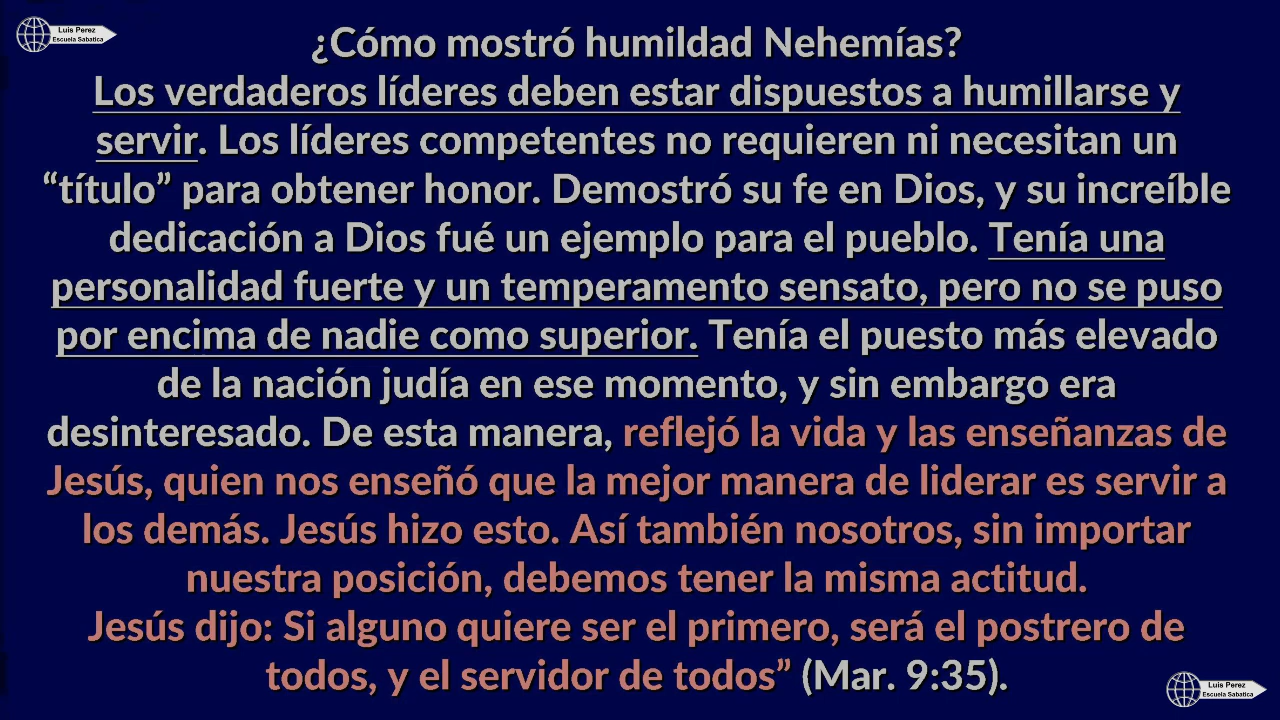 Luis Perez
Escuela Sabatica
¿Cómo mostró humildad Nehemías?
Los verdaderos líderes deben estar dispuestos a humillarse y
servir. Los líderes competentes no requieren ni necesitan un
“título” para obtener honor. Demostró su fe en Dios, y su increíble
dedicación a Dios fué un ejemplo para el pueblo. Tenía una
personalidad fuerte y un temperamento sensato, pero no se puso
por encima de nadie como superior. Tenía el puesto más elevado
de la nación judía en ese momento, y sin embargo era
desinteresado. De esta manera, reflejó la vida y las enseñanzas de
Jesús, quien nos enseñó que la mejor manera de liderar es servir a
los demás. Jesús hizo esto. Así también nosotros, sin importar
nuestra posición, debemos tener la misma actitud.
Jesús dijo: Si alguno quiere ser el primero, será el postrero de
todos, y el servidor de todos” (Mar. 9:35).
Luis Perez
Escuela Sabatica